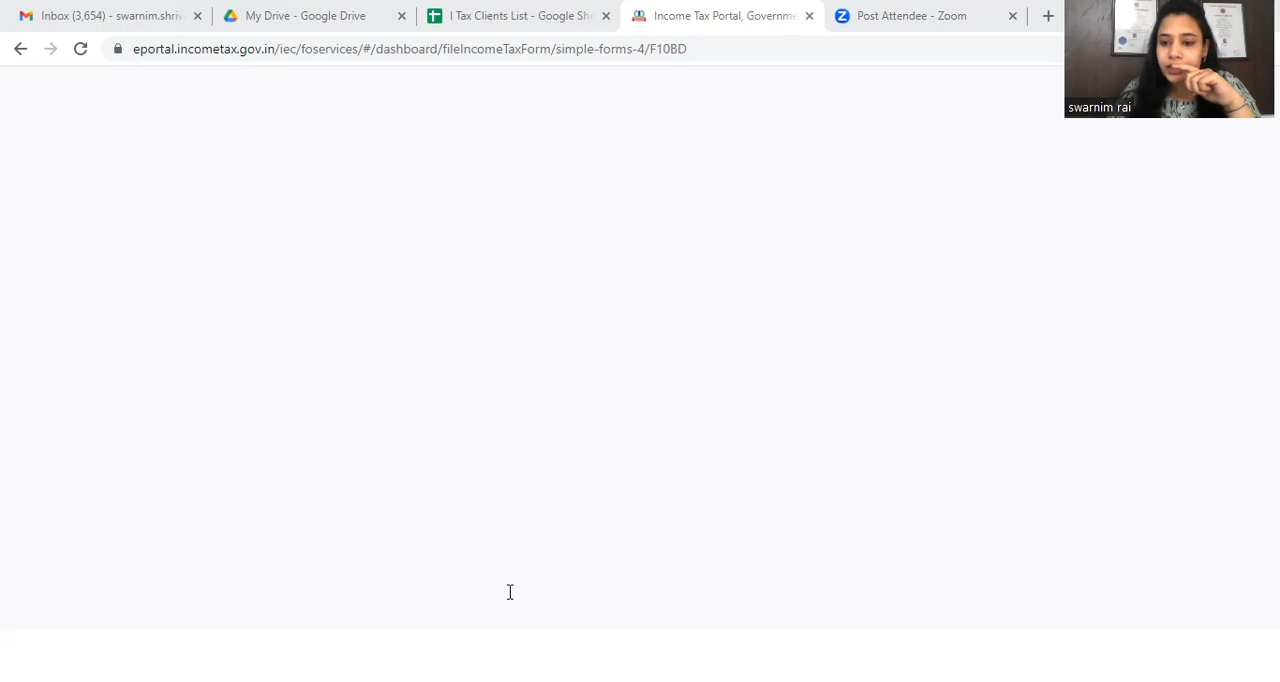 Inbox (3,654) - swarnim.shriv
My Drive - Google Drive
I Tax Clients List - Google She
Income Tax Portal, Governme
Post Attendee - Zoom
eportal.incometax.gov.in/iec/foservices/#/dashboard/fileIncomeTaxForm/simple-forms-4/F10BD
swarnim rai